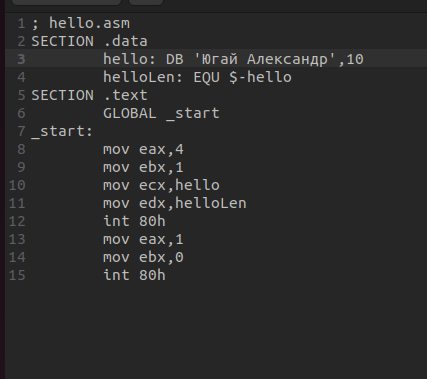 1 ; hello.asm
2 SECTION .data
3 hello: DB 'Югай Александр',10
4 helloLen: EQU $-hello
5 SECTION .text
6 GLOBAL _start
7 _start:
8 mov eax,4
9 mov ebx,1
10 mov ecx,hello
11 mov edx,helloLen
12 int 80h
13 mov eax,1
14 mov ebx,0
15 int 80h